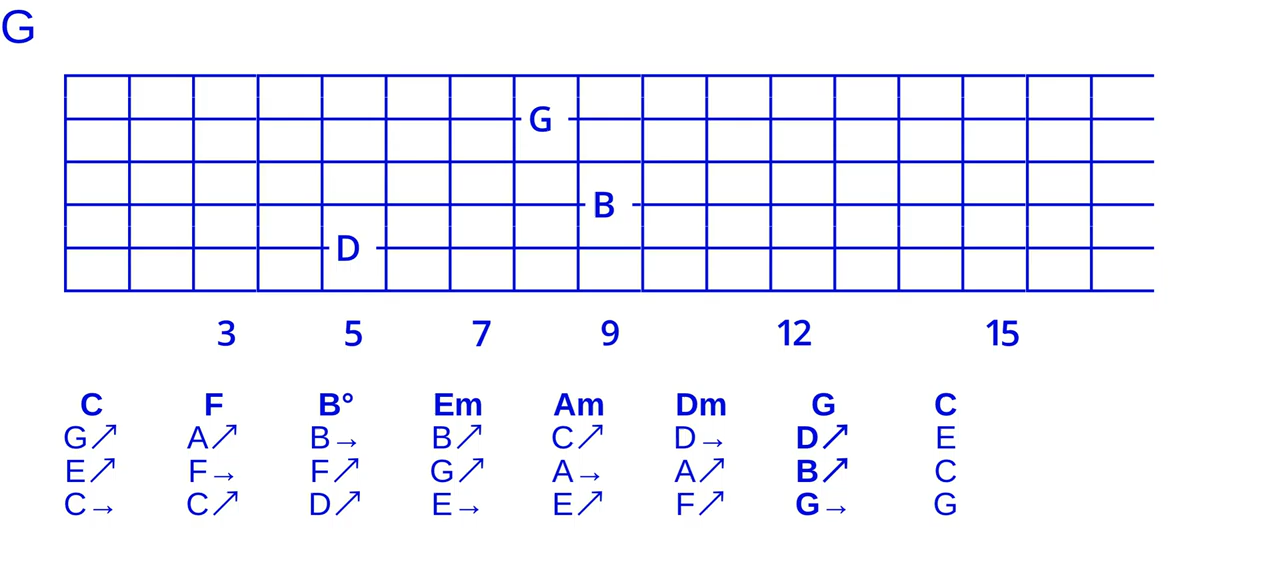 G
G
B
D
3 5 7 9 12 15
C F B° Em Am Dm G C
G↗ A↗ B→ B↗ C↗ D→ D↗ E
E↗ F→ F↗ G↗ A→ A↗ B↗ C
C→ C↗ D↗ E→ E↗ F↗ G→ G